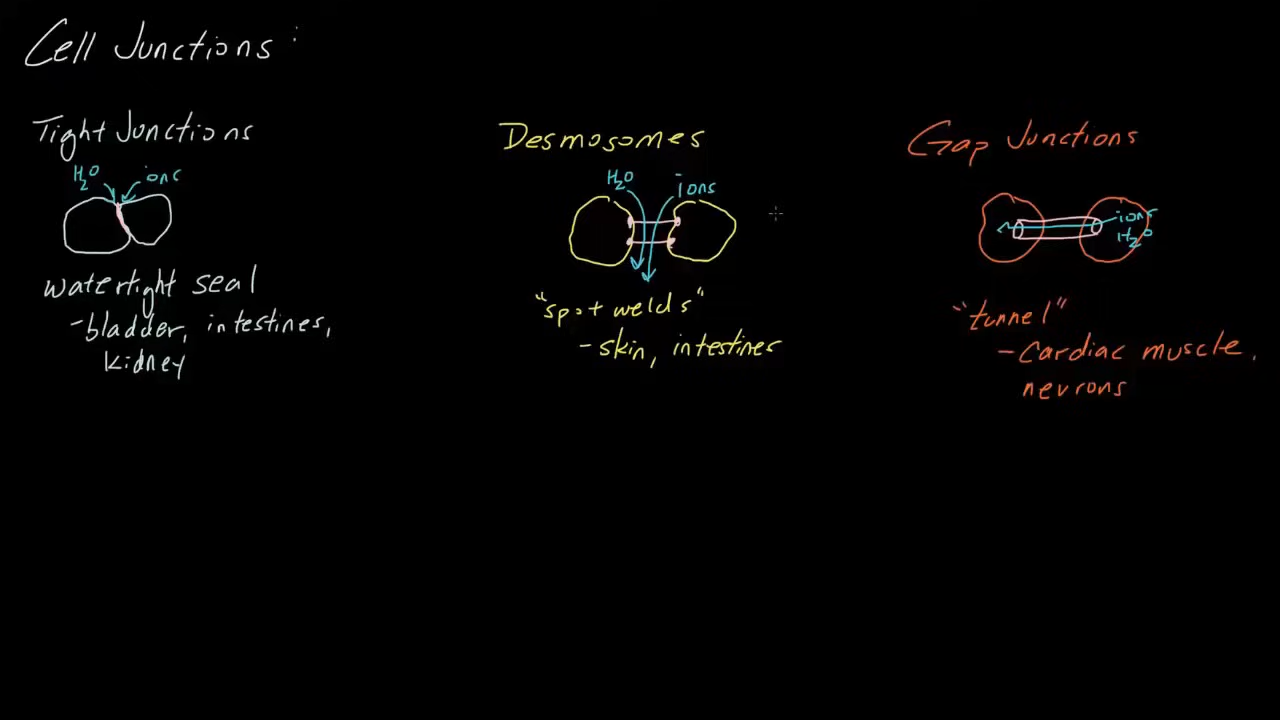 Cell Junctions:
Tight Junctions
H2O ions
watertight seal
- bladder, intestines,
kidney
Desmosomes
H2O ions
"spot welds"
- skin, intestines
Gap Junctions
ions
H2O
"tunnel"
- Cardiac muscle,
neurons